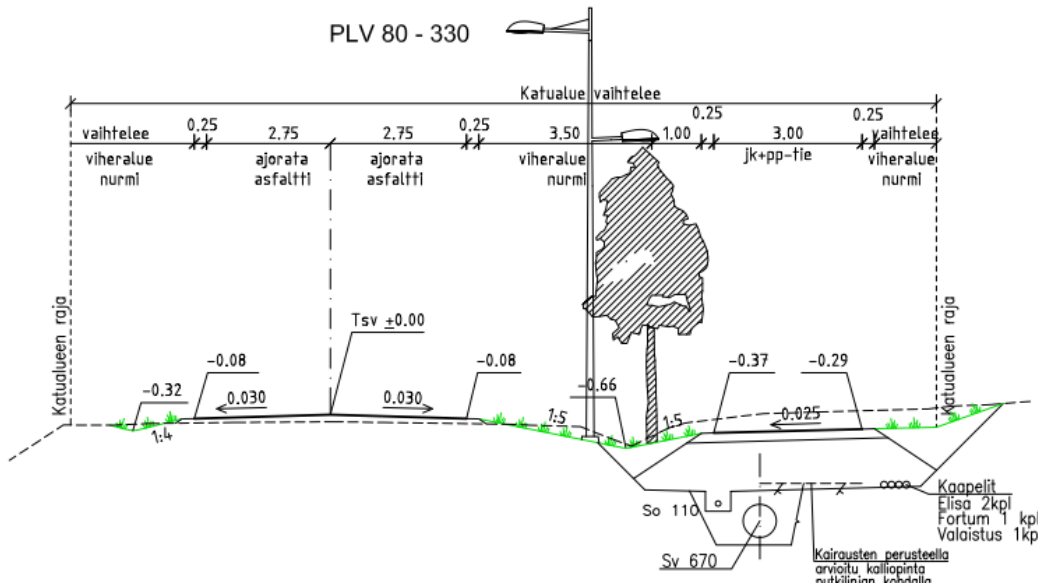 PLV 80 - 330
Katualue vaihtelee
vaihtelee 0.25 2.75 2.75 0.25 3.50 1.00 0.25 3.00 0.25 vaihtelee
viheralue nurmi
ajorata asfaltti
ajorata asfaltti
viheralue nurmi
jk+pp-tie
viheralue nurmi
Katualueen raja
Katualueen raja
Tsv ±0.00
-0.08
-0.08
-0.37
-0.29
-0.32
-0.66
0.030
0.030
0.025
1:4
1:5
1:5
So 110
Sv 670
Kaapelit
Elisa 2kpl
Fortum 1 kpl
Valaistus 1kp
Kairausten perusteella
arvioitu kalliopinta
putkilinjan kohdalla